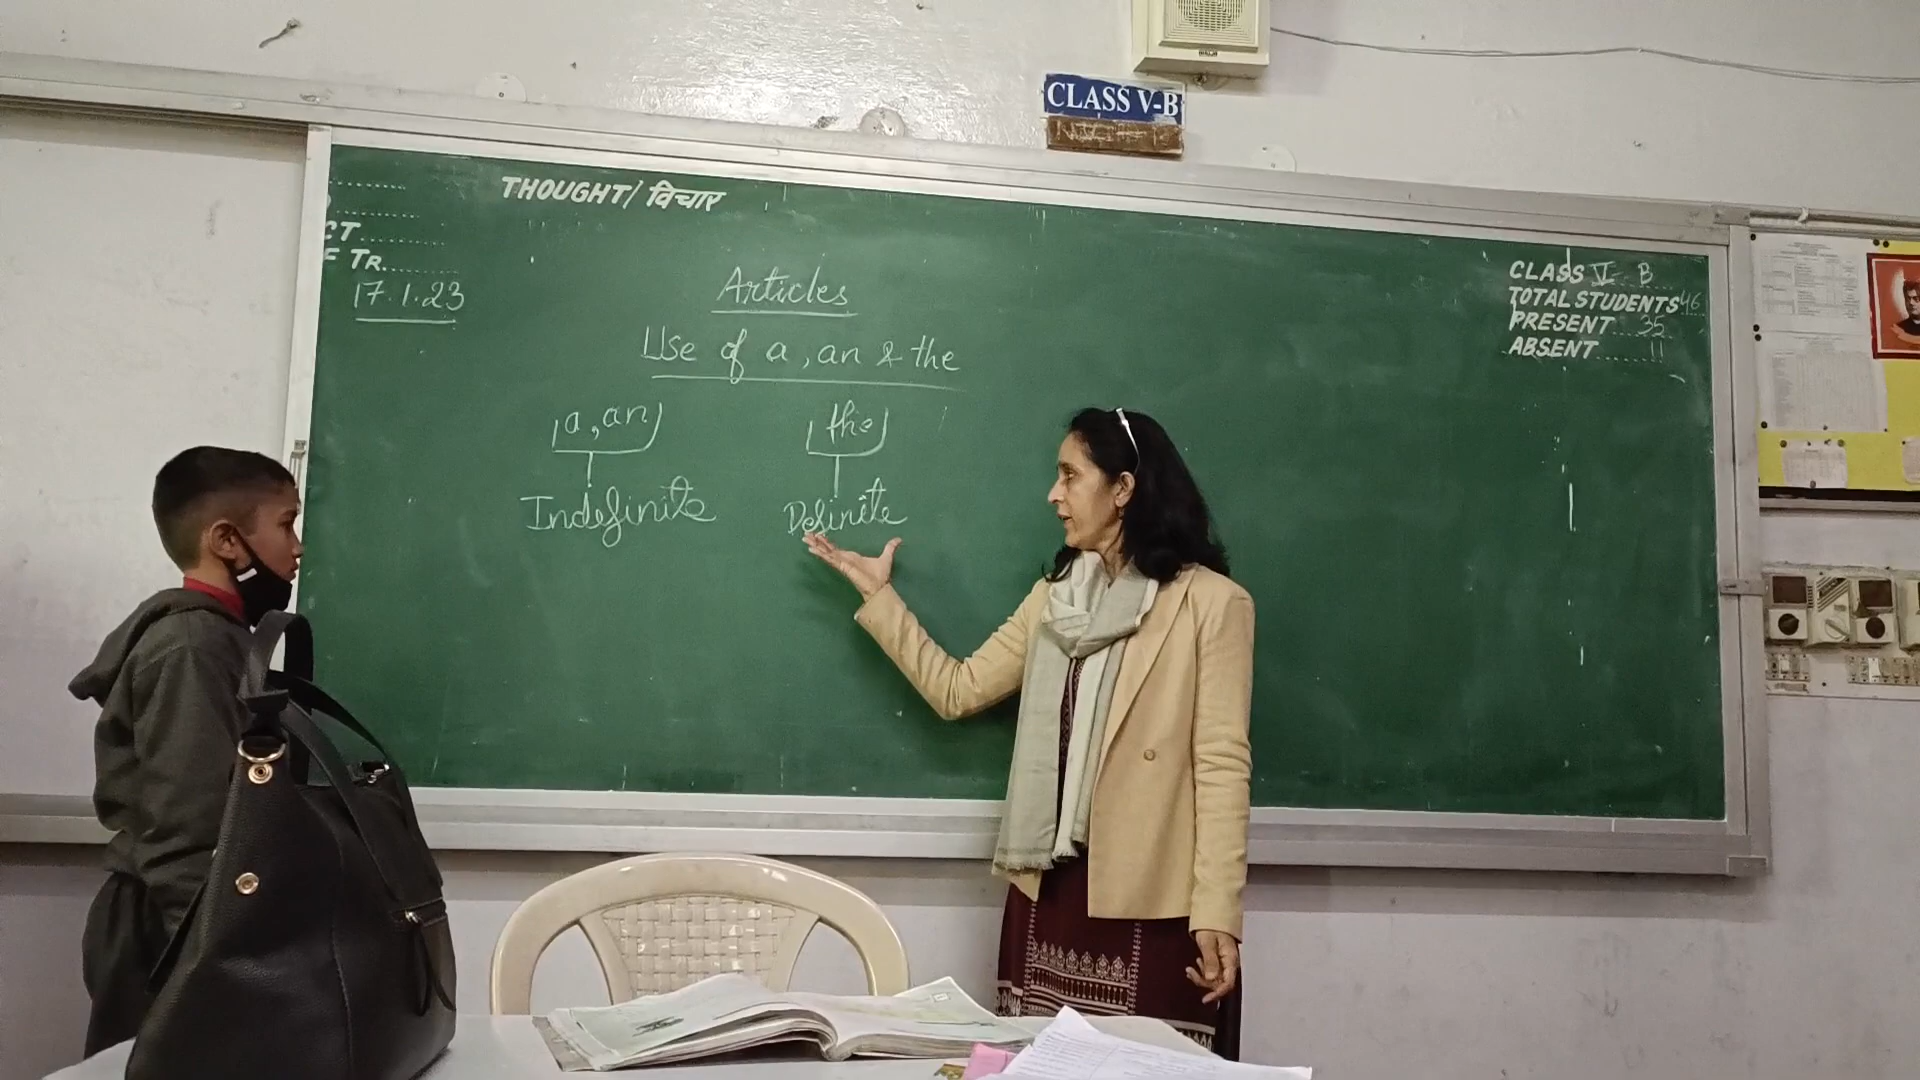 CLASS V-B
THOUGHT/ विचार
CT..........
F TR.........
17.1.23
Articles
Use of a, an & the
a, an
the
Indefinite
Definite
CLASS V B
TOTAL STUDENTS 46
PRESENT 35
ABSENT 11